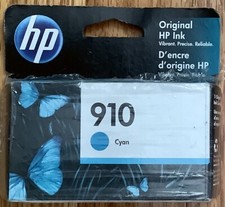 hp
Original
HP Ink
Vibrant. Precise. Reliable.
D'encre
d'origine HP
910
Cyan